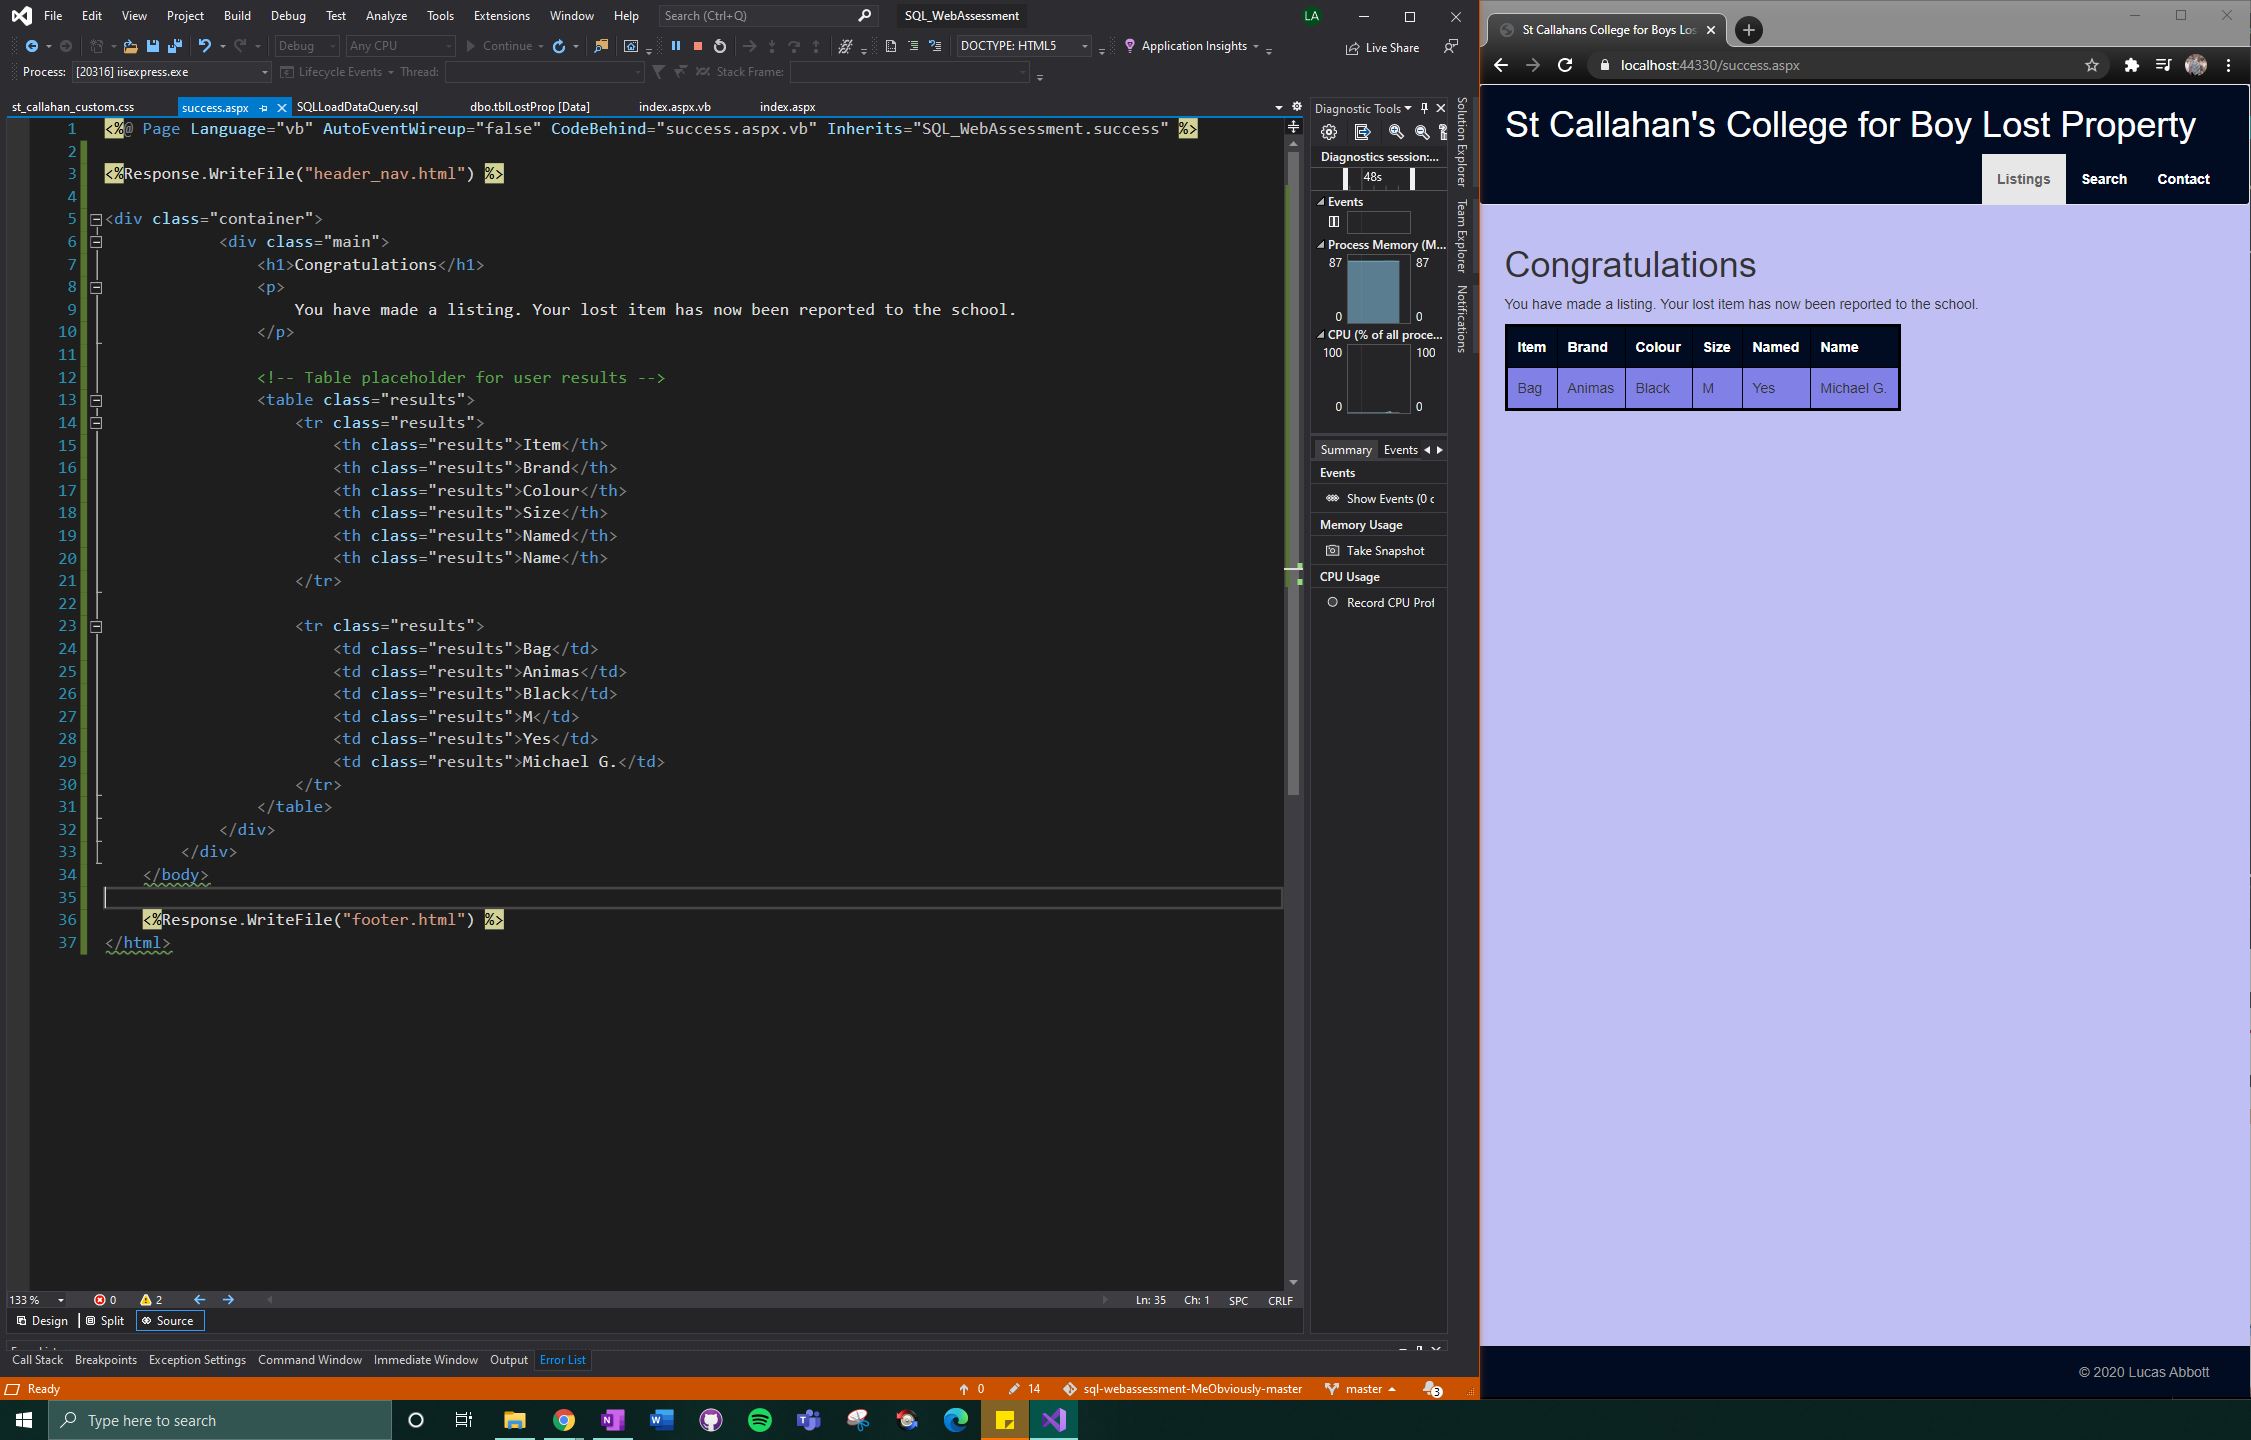 File Edit View Project Build Debug Test Analyze Tools Extensions Window Help Search (Ctrl+Q) SQL_WebAssessment LA
Debug Any CPU Continue DOCTYPE: HTML5 Application Insights Live Share
Process: [20316] iisexpress.exe Lifecycle Events Thread: Stack Frame:
st_callahan_custom.css success.aspx SQLLoadDataQuery.sql dbo.tblLostProp [Data] index.aspx.vb index.aspx
1 <%@ Page Language="vb" AutoEventWireup="false" CodeBehind="success.aspx.vb" Inherits="SQL_WebAssessment.success" %>
2
3 <%Response.WriteFile("header_nav.html") %>
4
5 <div class="container">
6 <div class="main">
7 <h1>Congratulations</h1>
8 <p>
9 You have made a listing. Your lost item has now been reported to the school.
10 </p>
11
12 <!-- Table placeholder for user results -->
13 <table class="results">
14 <tr class="results">
15 <th class="results">Item</th>
16 <th class="results">Brand</th>
17 <th class="results">Colour</th>
18 <th class="results">Size</th>
19 <th class="results">Named</th>
20 <th class="results">Name</th>
21 </tr>
22
23 <tr class="results">
24 <td class="results">Bag</td>
25 <td class="results">Animas</td>
26 <td class="results">Black</td>
27 <td class="results">M</td>
28 <td class="results">Yes</td>
29 <td class="results">Michael G.</td>
30 </tr>
31 </table>
32 </div>
33 </div>
34 </body>
35
36 <%Response.WriteFile("footer.html") %>
37 </html>
133 % 0 2 Ln: 35 Ch: 1 SPC CRLF
Design Split Source
Diagnostic Tools
Diagnostics session:...
48s
Events
Process Memory (M...
87 87
0 0
CPU (% of all proce...
100 100
0 0
Summary Events
Events
Show Events (0 c
Memory Usage
Take Snapshot
CPU Usage
Record CPU Prof
Solution Explorer
Team Explorer
Notifications
Call Stack Breakpoints Exception Settings Command Window Immediate Window Output Error List
Ready 0 14 sql-webassessment-MeObviously-master master 3
Type here to search
St Callahans College for Boys Los
localhost:44330/success.aspx
St Callahan's College for Boy Lost Property
Listings Search Contact
Congratulations
You have made a listing. Your lost item has now been reported to the school.
Item Brand Colour Size Named Name
Bag Animas Black M Yes Michael G.
© 2020 Lucas Abbott